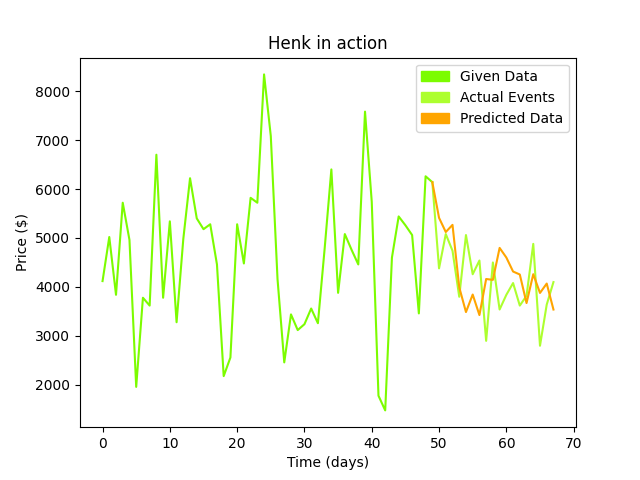 Henk in action
Given Data
Actual Events
Predicted Data
Price ($)
8000
7000
6000
5000
4000
3000
2000
0 10 20 30 40 50 60 70
Time (days)